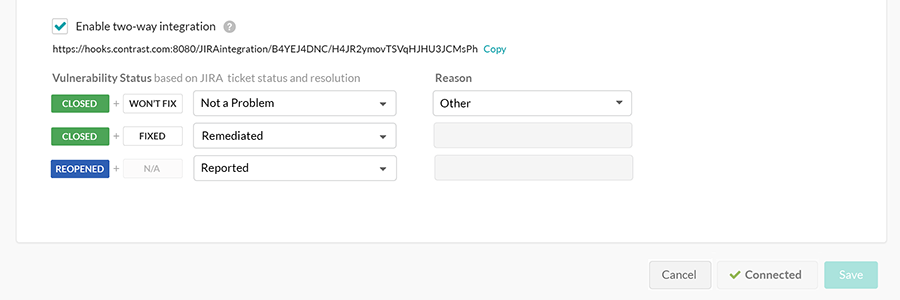 Enable two-way integration ?
https://hooks.contrast.com:8080/JIRAintegration/B4YEJ4DNC/H4JR2ymovTSVqHJHU3JCMsPh Copy
Vulnerability Status based on JIRA ticket status and resolution Reason
CLOSED + WON'T FIX Not a Problem Other
CLOSED + FIXED Remediated
REOPENED + N/A Reported
Cancel Connected Save